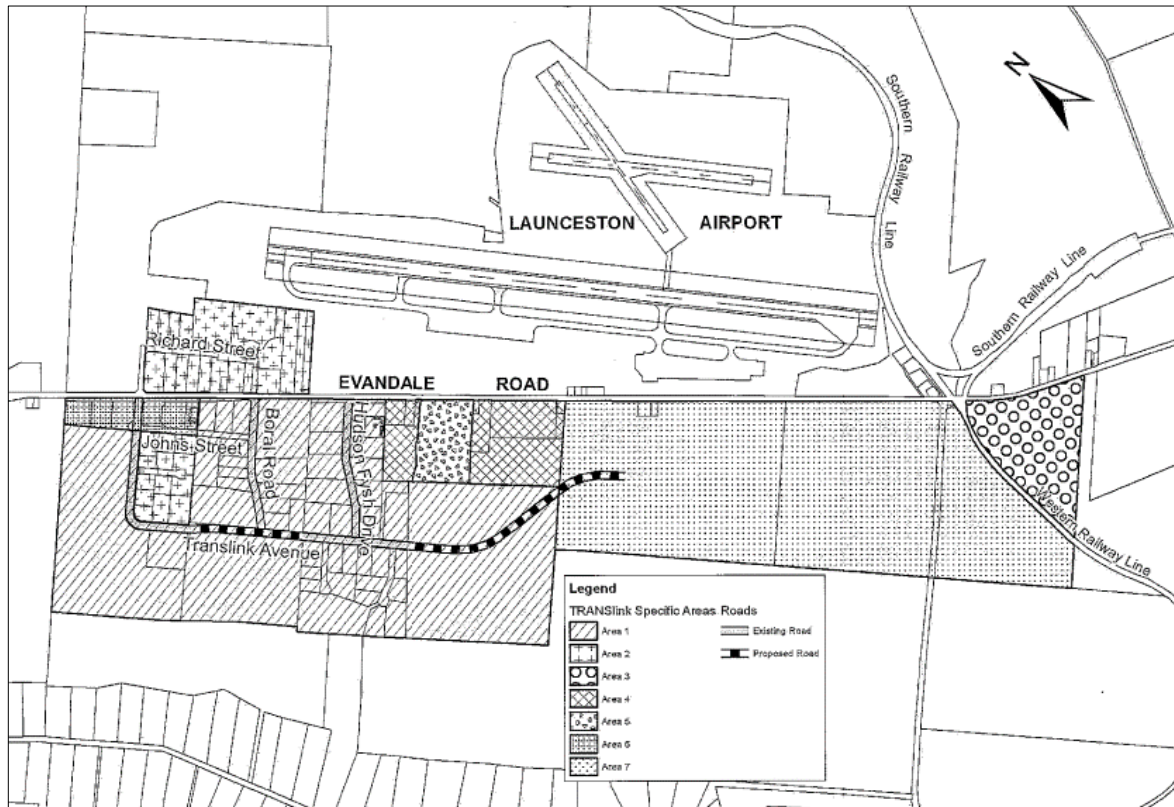 N
Southern Railway Line
LAUNCESTON AIRPORT
Southern Railway Line
Richard Street
EVANDALE ROAD
Johns Street
Boral Road
Hudson Fysh Drive
Translink Avenue
Western Railway Line
Legend
TRANSlink Specific Areas
Roads
Area 1
Existing Road
Area 2
Proposed Road
Area 3
Area 4
Area 5
Area 6
Area 7